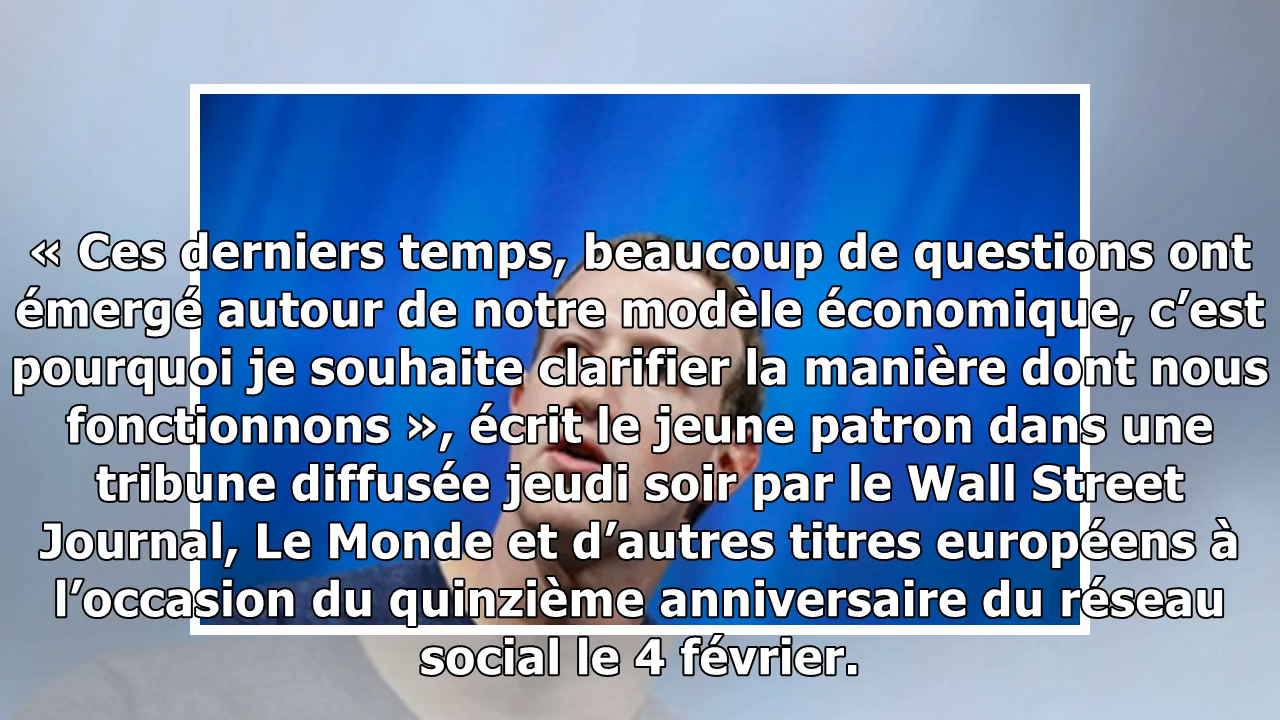 « Ces derniers temps, beaucoup de questions ont
émergé autour de notre modèle économique, c’est
pourquoi je souhaite clarifier la manière dont nous
fonctionnons », écrit le jeune patron dans une
tribune diffusée jeudi soir par le Wall Street
Journal, Le Monde et d’autres titres européens à
l’occasion du quinzième anniversaire du réseau
social le 4 février.